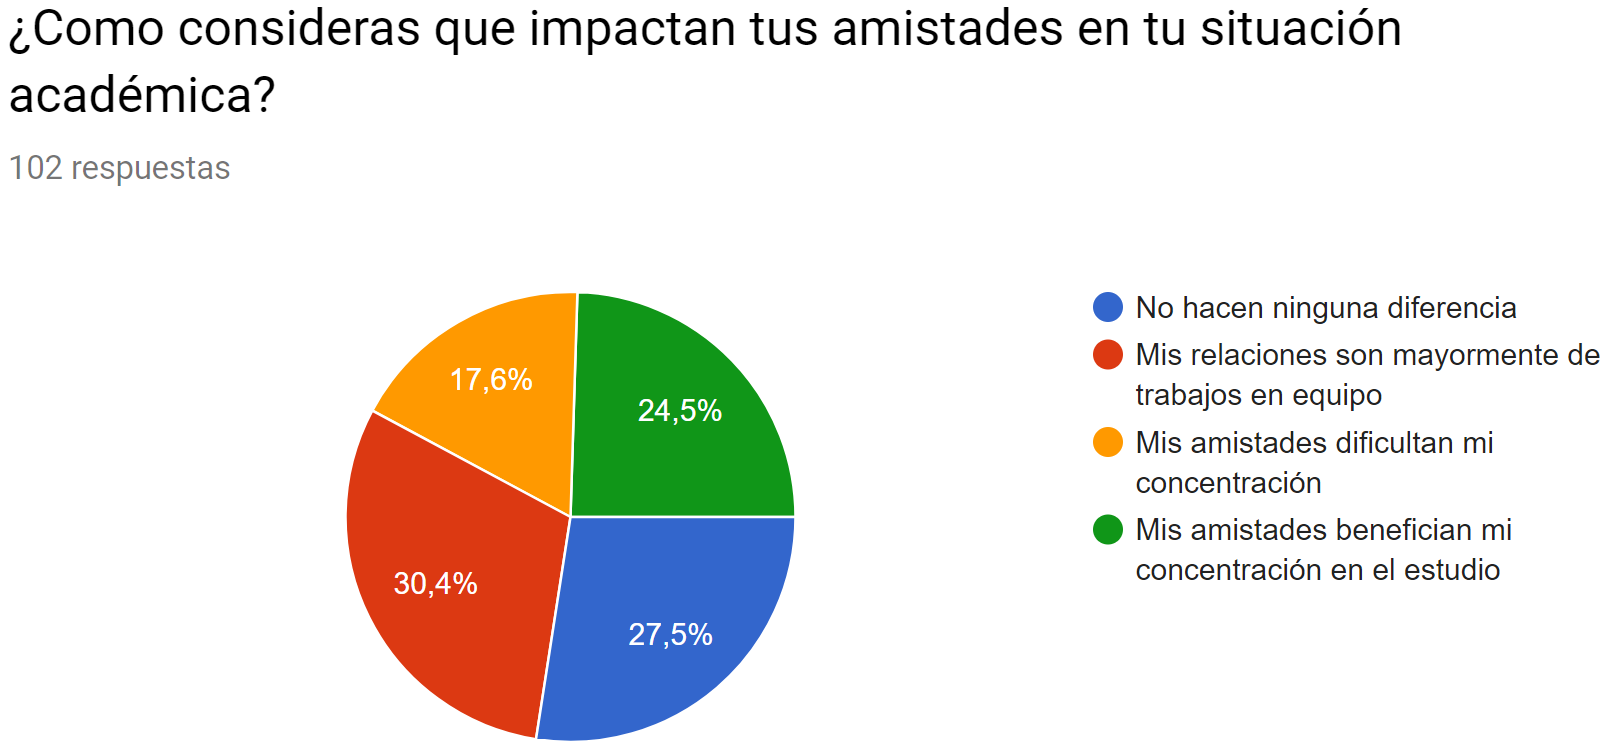 ¿Como consideras que impactan tus amistades en tu situación
académica?
102 respuestas
17,6%
24,5%
30,4%
27,5%
No hacen ninguna diferencia
Mis relaciones son mayormente de
trabajos en equipo
Mis amistades dificultan mi
concentración
Mis amistades benefician mi
concentración en el estudio